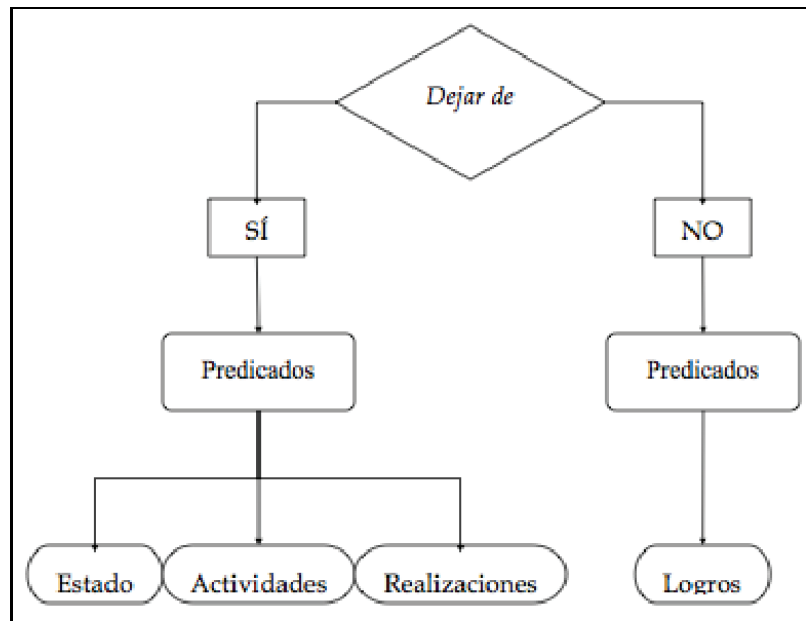 Dejar de
SÍ
NO
Predicados
Predicados
Estado
Actividades
Realizaciones
Logros